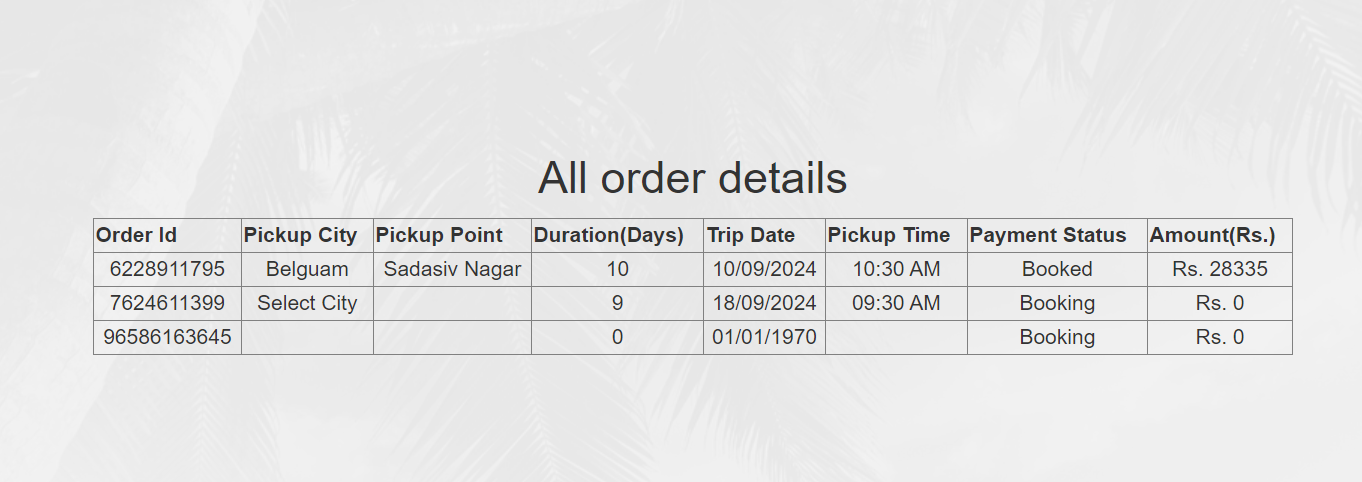 All order details
Order Id Pickup City Pickup Point Duration(Days) Trip Date Pickup Time Payment Status Amount(Rs.)
6228911795 Belguam Sadasiv Nagar 10 10/09/2024 10:30 AM Booked Rs. 28335
7624611399 Select City 9 18/09/2024 09:30 AM Booking Rs. 0
96586163645 0 01/01/1970 Booking Rs. 0